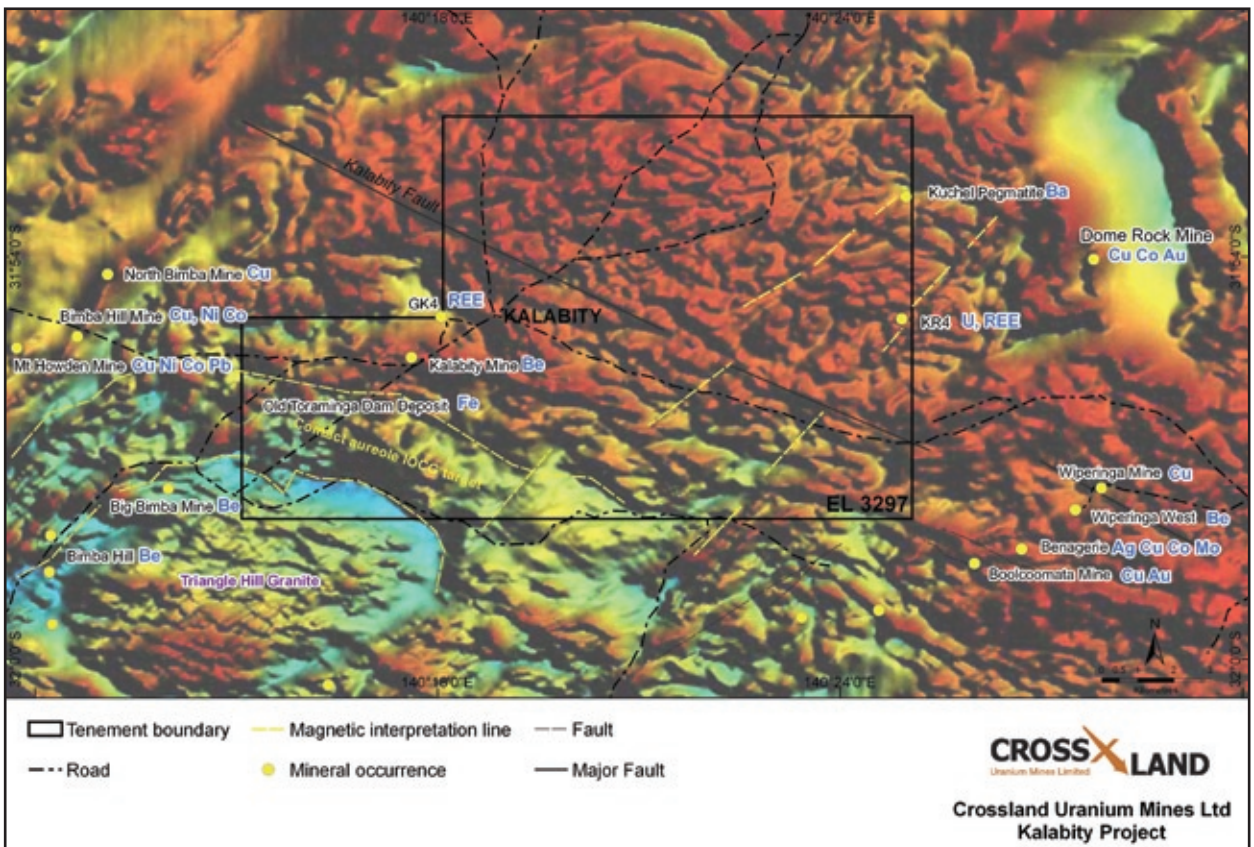 140°18'0"E 140°24'0"E
Kalabity Fault
Kuchel Pegmatite Ba
Dome Rock Mine
Cu Co Au
31°54'0"S
31°54'0"S
North Bimba Mine Cu
GK4 REE
Bimba Hill Mine Cu, Ni Co
KALABITY
KR4 U, REE
Mt Howden Mine Cu Ni Co Pb
Kalabity Mine Be
Old Toraminga Dam Deposit Fe
Contact aureole IOCG target
Wiperinga Mine Cu
Big Bimba Mine Be
EL 3297
Wiperinga West Be
Bimba Hill Be
Benagerie Ag Cu Co Mo
Triangle Hill Granite
Boolcoomata Mine Cu Au
N
32°0'0"S
32°0'0"S
140°18'0"E 140°24'0"E
Kilometres
Tenement boundary Magnetic interpretation line Fault
Road Mineral occurrence Major Fault
CROSS LAND
Uranium Mines Limited
Crossland Uranium Mines Ltd
Kalabity Project